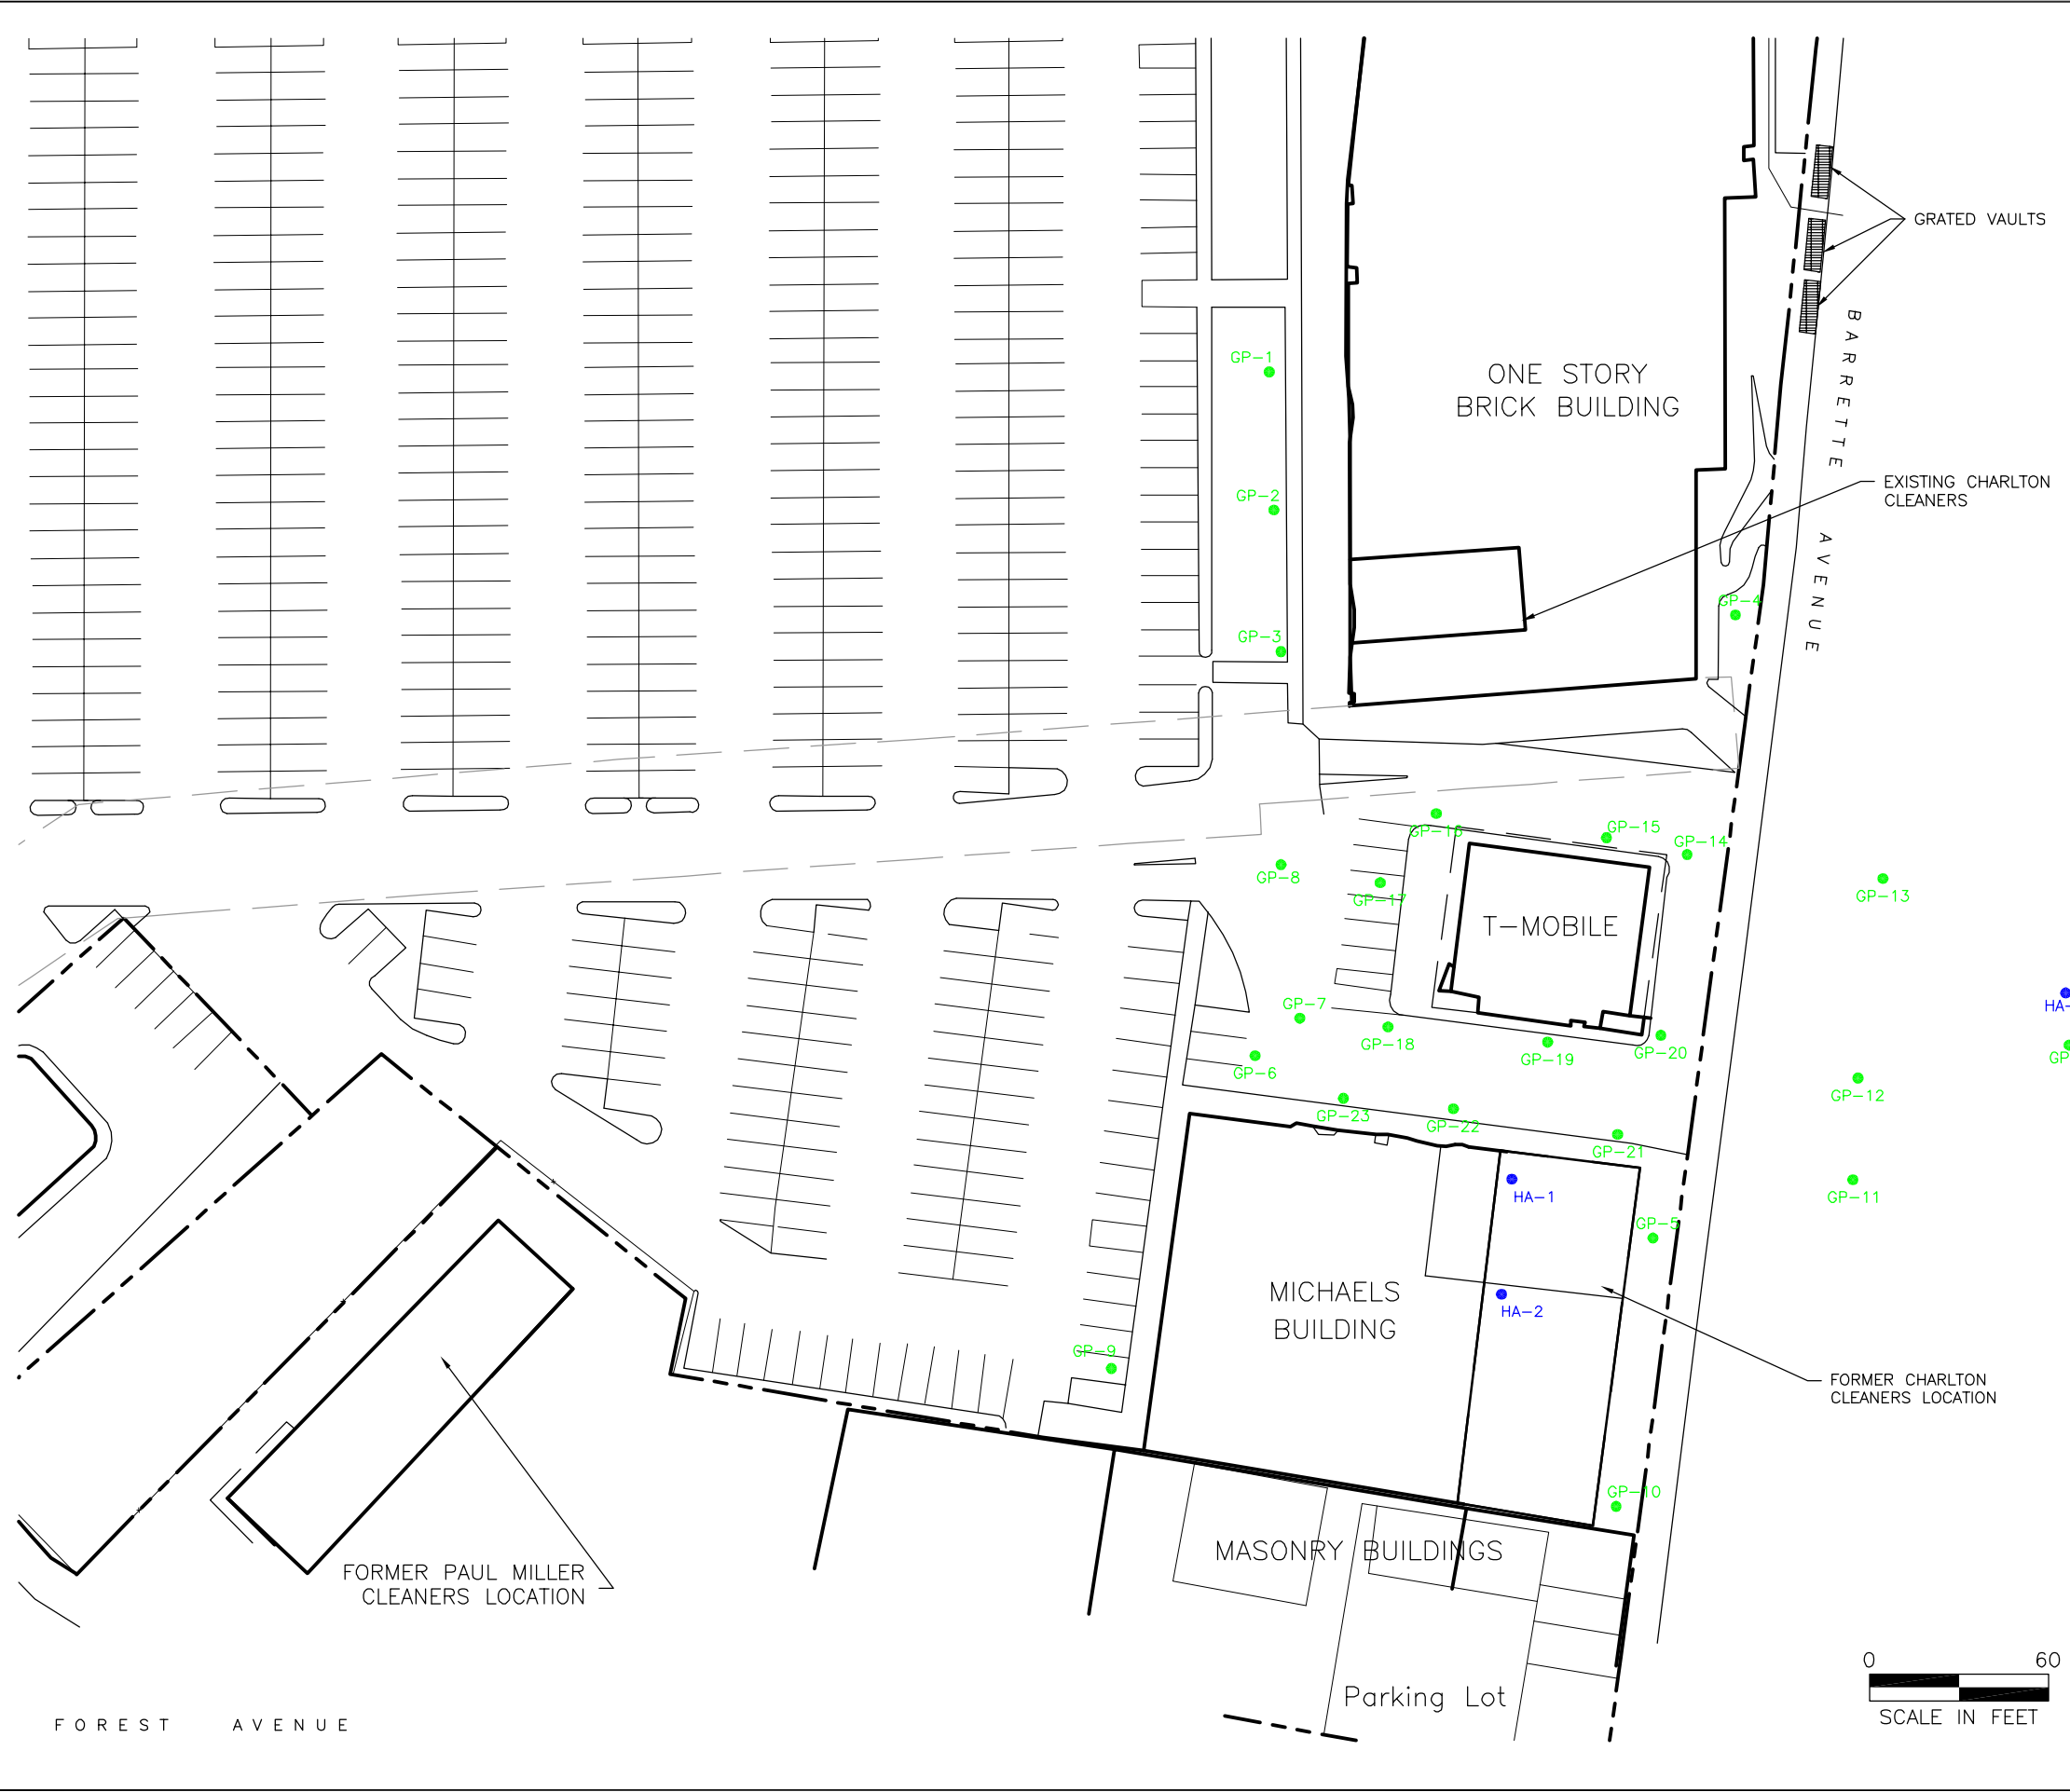 GRATED VAULTS
BARRETTE AVENUE
GP-1
ONE STORY
BRICK BUILDING
EXISTING CHARLTON
CLEANERS
GP-2
GP-4
GP-3
GP-16
GP-15
GP-14
GP-8
GP-17
GP-13
T-MOBILE
HA-
GP-7
GP-18
GP-19
GP-20
GP
GP-6
GP-12
GP-23
GP-22
GP-21
HA-1
GP-11
GP-5
MICHAELS
BUILDING
HA-2
GP-9
FORMER CHARLTON
CLEANERS LOCATION
GP-10
MASONRY BUILDINGS
FORMER PAUL MILLER
CLEANERS LOCATION
Parking Lot
0 60
SCALE IN FEET
FOREST AVENUE